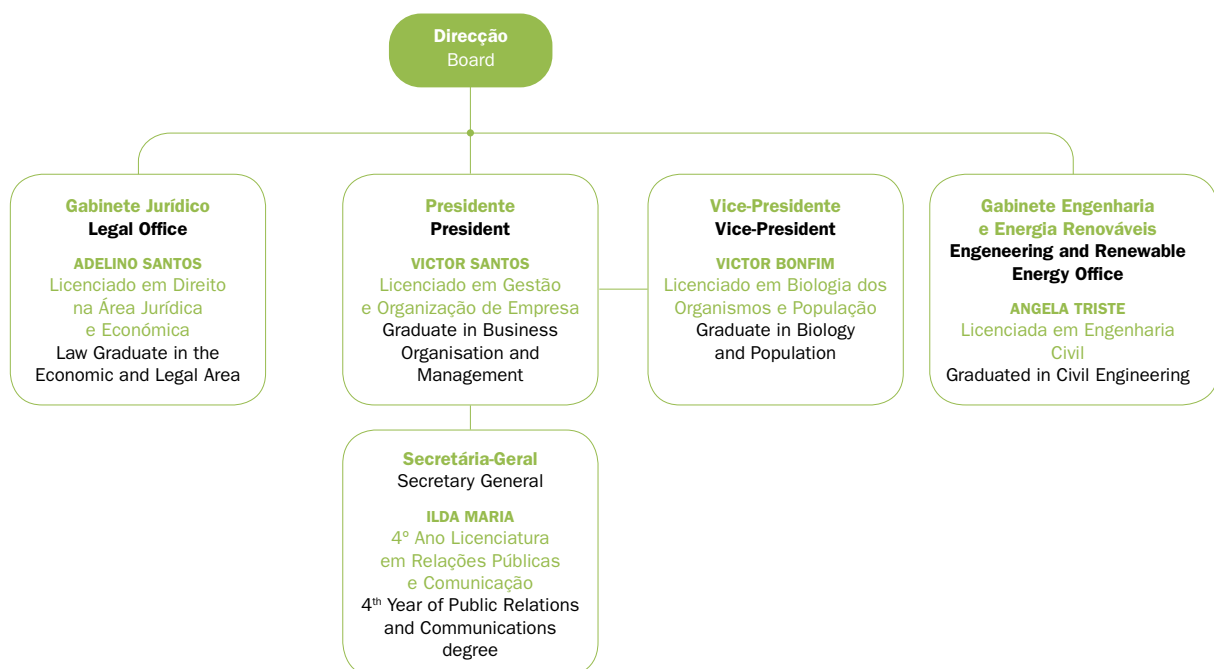 Direcção
Board
Gabinete Jurídico
Legal Office
ADELINO SANTOS
Licenciado em Direito
na Área Jurídica
e Económica
Law Graduate in the
Economic and Legal Area
Presidente
President
VICTOR SANTOS
Licenciado em Gestão
e Organização de Empresa
Graduate in Business
Organisation and
Management
Vice-Presidente
Vice-President
VICTOR BONFIM
Licenciado em Biologia dos
Organismos e População
Graduate in Biology
and Population
Gabinete Engenharia
e Energia Renováveis
Engeneering and Renewable
Energy Office
ANGELA TRISTE
Licenciada em Engenharia
Civil
Graduated in Civil Engineering
Secretária-Geral
Secretary General
ILDA MARIA
4º Ano Licenciatura
em Relações Públicas
e Comunicação
4th Year of Public Relations
and Communications
degree